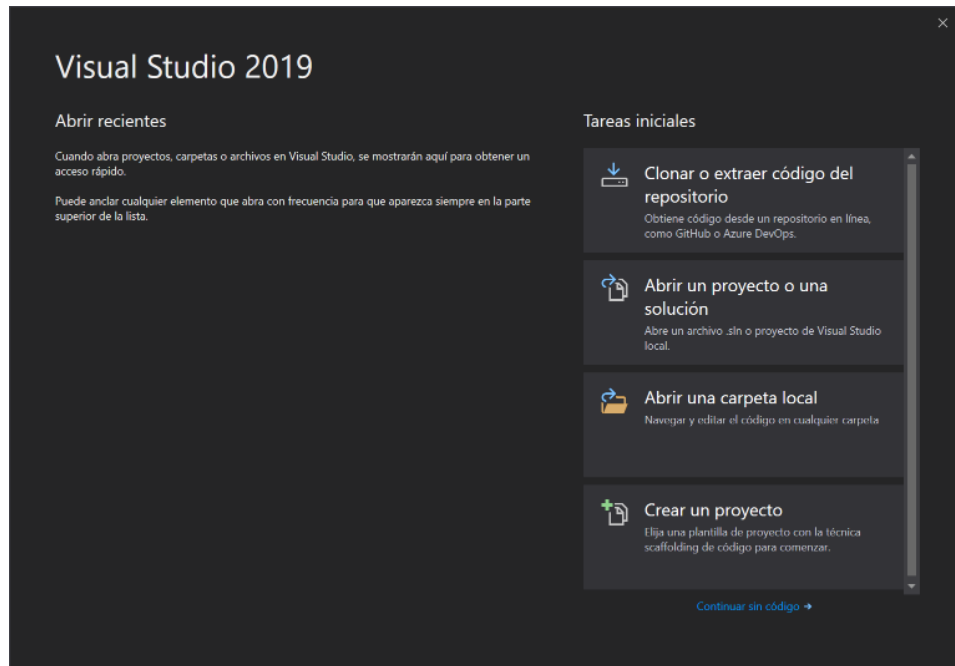 Visual Studio 2019
Abrir recientes
Cuando abra proyectos, carpetas o archivos en Visual Studio, se mostrarán aquí para obtener un
acceso rápido.
Puede anclar cualquier elemento que abra con frecuencia para que aparezca siempre en la parte
superior de la lista.
Tareas iniciales
Clonar o extraer código del
repositorio
Obtiene código desde un repositorio en línea,
como GitHub o Azure DevOps.
Abrir un proyecto o una
solución
Abre un archivo .sln o proyecto de Visual Studio
local.
Abrir una carpeta local
Navegar y editar el código en cualquier carpeta
Crear un proyecto
Elija una plantilla de proyecto con la técnica
scaffolding de código para comenzar.
Continuar sin código →